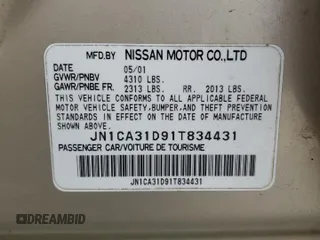 MFD.BY NISSAN MOTOR CO.,LTD
DATE 05/01
GVWR/PNBV 4310 LBS.
GAWR/PNBE FR. 2313 LBS. RR. 2013 LBS.
THIS VEHICLE CONFORMS TO ALL APPLICABLE
FEDERAL MOTOR VEHICLE
SAFETY, BUMPER, AND THEFT PREVENTION
STANDARDS IN EFFECT ON THE DATE OF
MANUFACTURE SHOWN ABOVE.
JN1CA31D91T834431
PASSENGER CAR/VOITURE DE TOURISME
JN1CA31D91T834431
DREAMBID